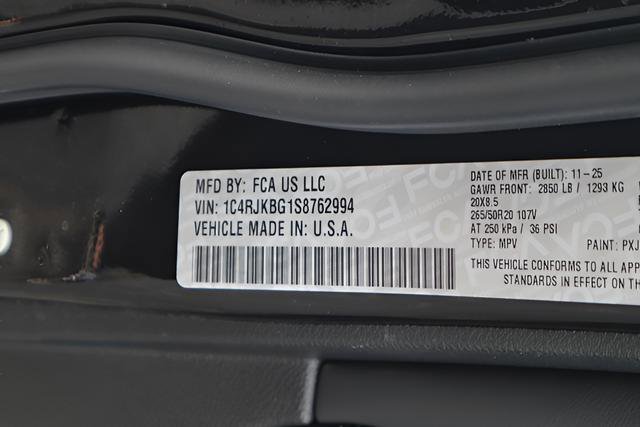 MFD BY: FCA US LLC
VIN: 1C4RJKBG1S8762994
VEHICLE MADE IN: U.S.A.
DATE OF MFR (BUILT): 11-25
GAWR FRONT: 2850 LB / 1293 KG
20X8.5
265/50R20 107V
AT 250 kPa / 36 PSI
TYPE: MPV PAINT: PXJ
THIS VEHICLE CONFORMS TO ALL APP
STANDARDS IN EFFECT ON TH